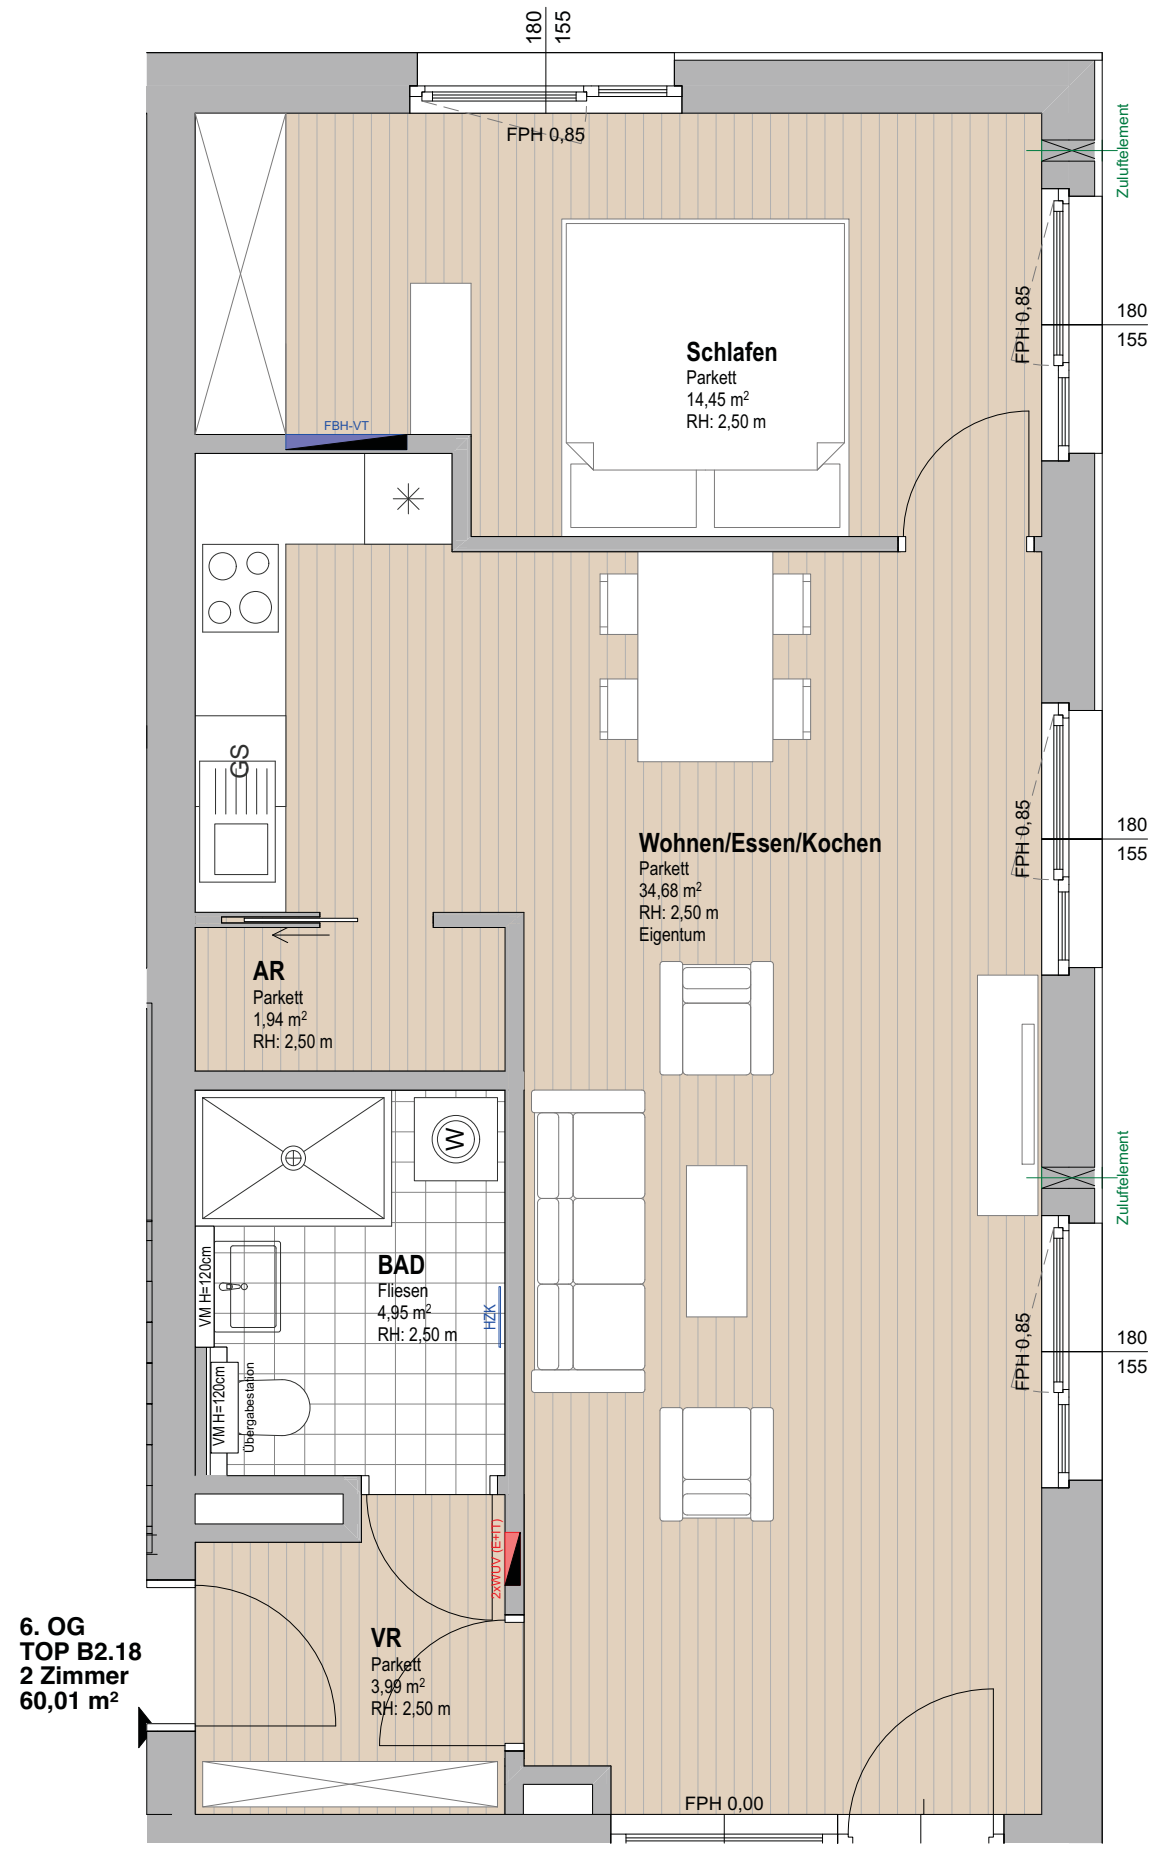 180
155
FPH 0,85
Zuluftelement
FPH 0,85
180
155
Schlafen
Parkett
14,45 m²
RH: 2,50 m
FBH-VT
GS
FPH 0,85
180
155
Wohnen/Essen/Kochen
Parkett
34,68 m²
RH: 2,50 m
Eigentum
AR
Parkett
1,94 m²
RH: 2,50 m
W
Zuluftelement
VM H=120cm
BAD
Fliesen
4,95 m²
RH: 2,50 m
HZK
FPH 0,85
180
155
VM H=120cm
Übergabestation
2xWUV (E+IT)
6. OG
TOP B2.18
2 Zimmer
60,01 m²
VR
Parkett
3,99 m²
RH: 2,50 m
FPH 0,00